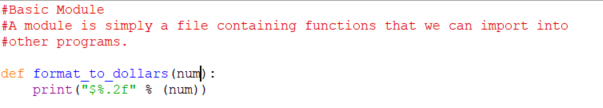 #Basic Module
#A module is simply a file containing functions that we can import into
#other programs.
def format_to_dollars(num):
    print("$%.2f" % (num))